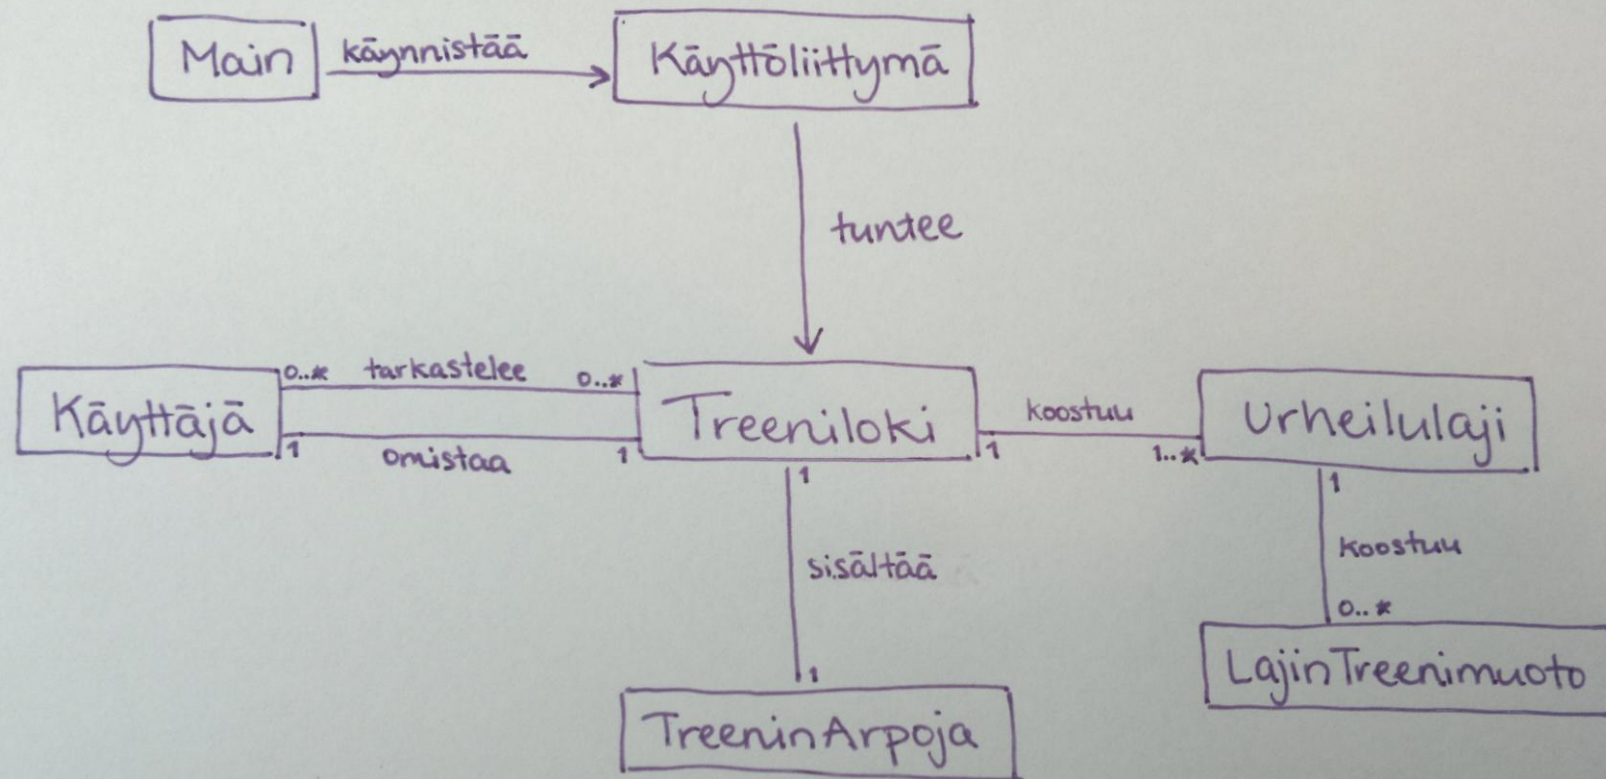 Main
käynnistää
Käyttöliittymä
tuntee
0..*
tarkastelee
0..*
Käyttäjä
Treeniloki
koostuu
Urheilulaji
1
omistaa
1
1
1..*
1
1
sisältää
koostuu
0..*
1
LajinTreenimuoto
TreeninArpoja